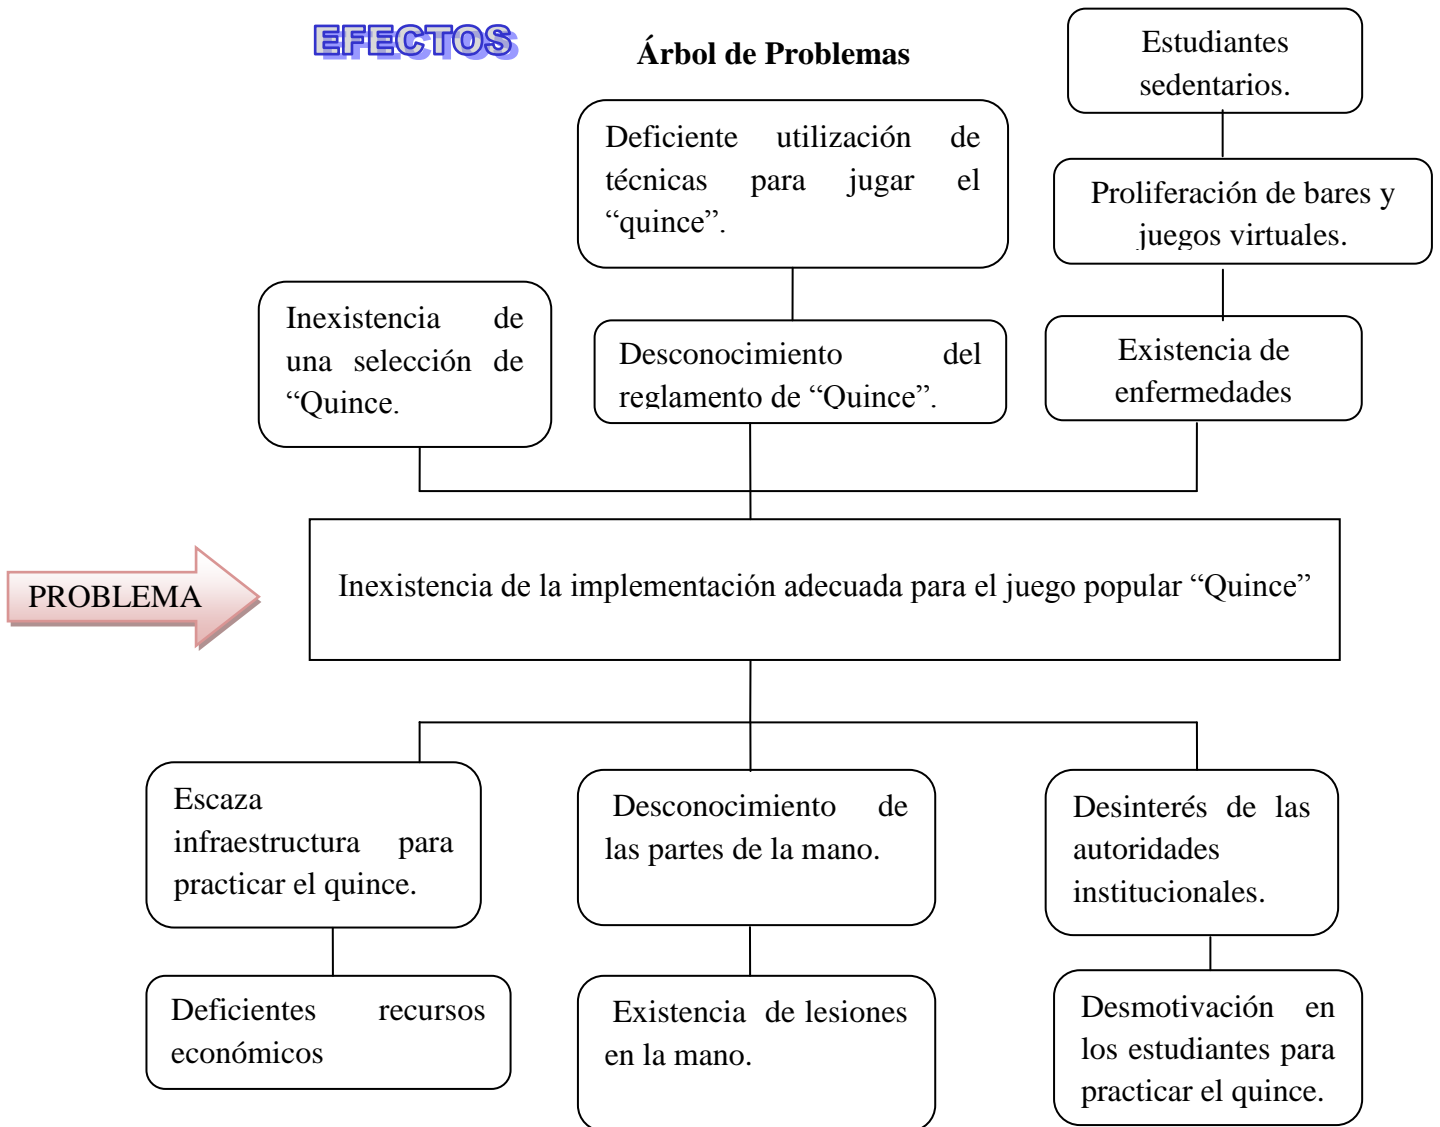 EFECTOS
Árbol de Problemas
Estudiantes
sedentarios.
Deficiente utilización de
técnicas para jugar el
“quince”.
Proliferación de bares y
juegos virtuales.
Inexistencia de
una selección de
“Quince.
Desconocimiento del
reglamento de “Quince”.
Existencia de
enfermedades
PROBLEMA
Inexistencia de la implementación adecuada para el juego popular “Quince”
Escaza
infraestructura para
practicar el quince.
Desconocimiento de
las partes de la mano.
Desinterés de las
autoridades
institucionales.
Deficientes recursos
económicos
Existencia de lesiones
en la mano.
Desmotivación en
los estudiantes para
practicar el quince.